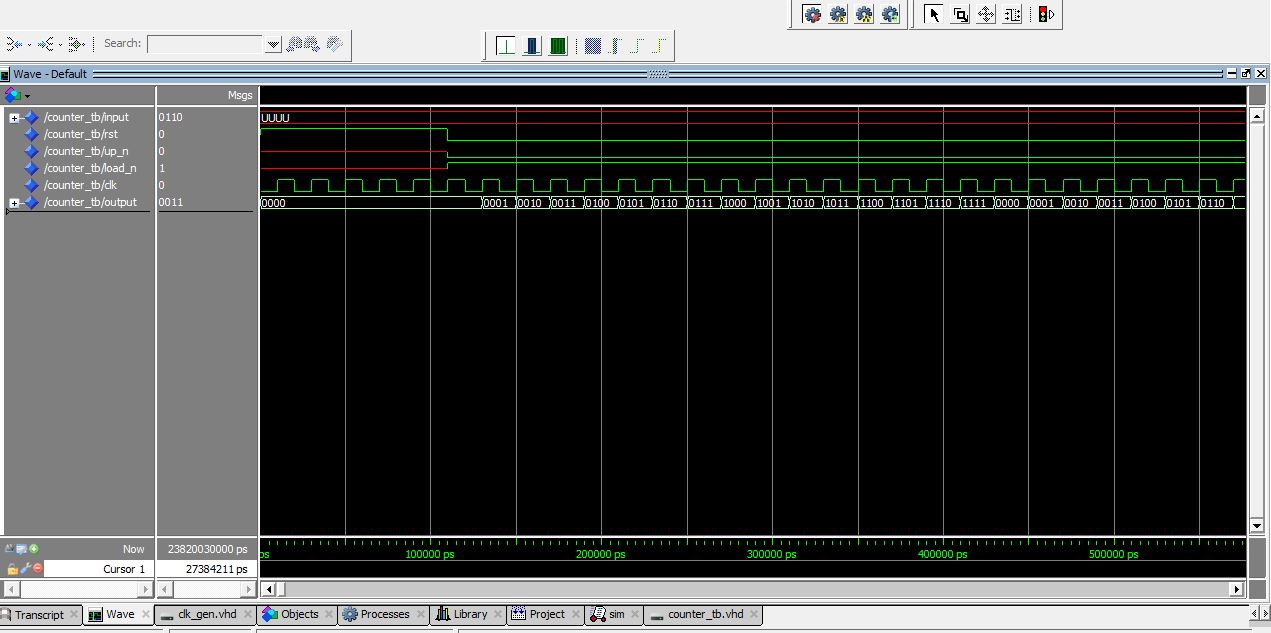 Search:
Wave - Default
Msgs
/counter_tb/input 0110 UUUU
/counter_tb/rst 0
/counter_tb/up_n 0
/counter_tb/load_n 1
/counter_tb/clk 0
/counter_tb/output 0011 0000 0001 0010 0011 0100 0101 0110 0111 1000 1001 1010 1011 1100 1101 1110 1111 0000 0001 0010 0011 0100 0101 0110
Now 23820030000 ps ps 100000 ps 200000 ps 300000 ps 400000 ps 500000 ps
Cursor 1 27384211 ps
Transcript Wave clk_gen.vhd Objects Processes Library Project sim counter_tb.vhd